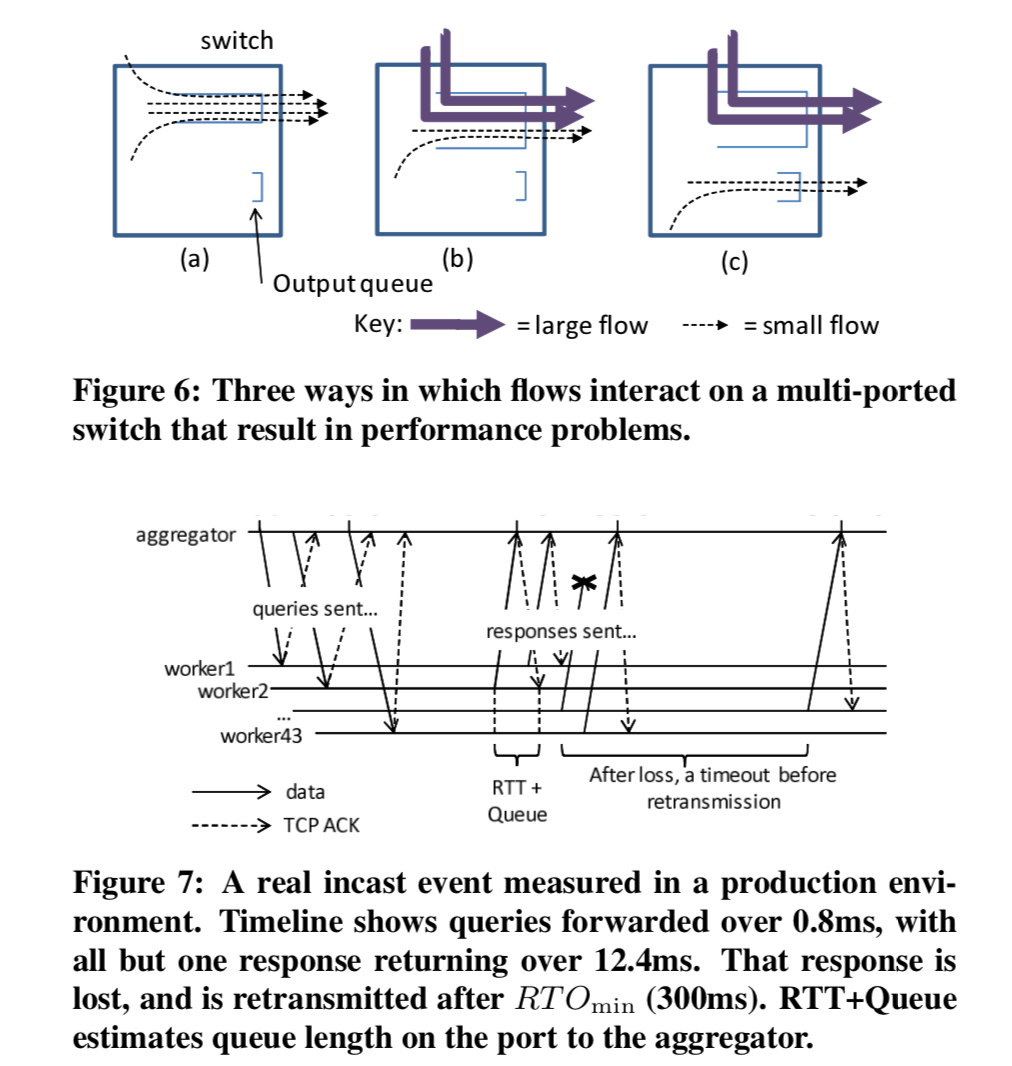 switch
(a)
(b)
(c)
Output queue
Key: = large flow = small flow
Figure 6: Three ways in which flows interact on a multi-ported
switch that result in performance problems.
aggregator
queries sent...
responses sent...
worker1
worker2
...
worker43
RTT +
Queue
After loss, a timeout before
retransmission
data
TCP ACK
Figure 7: A real incast event measured in a production envi-
ronment. Timeline shows queries forwarded over 0.8ms, with
all but one response returning over 12.4ms. That response is
lost, and is retransmitted after RTOmin (300ms). RTT+Queue
estimates queue length on the port to the aggregator.